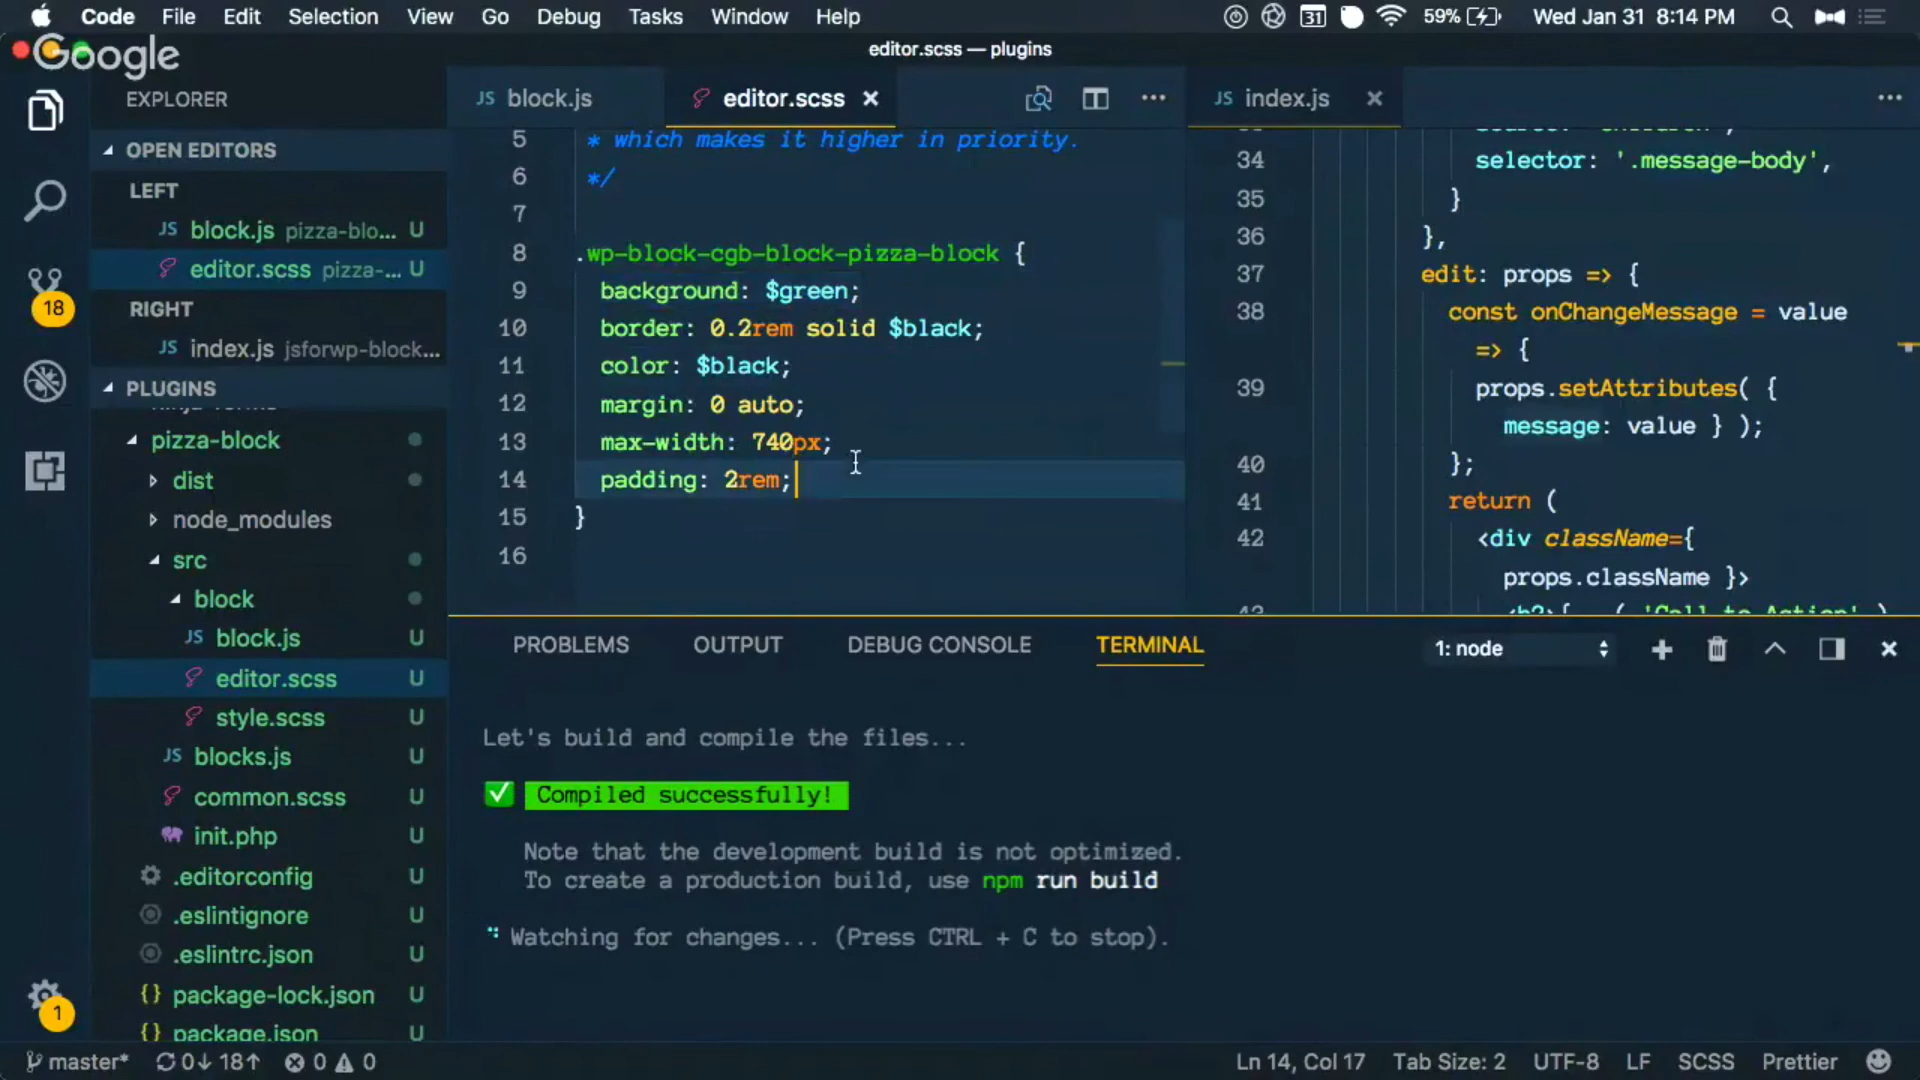 Code File Edit Selection View Go Debug Tasks Window Help 31 59% Wed Jan 31 8:14 PM
Google
editor.scss — plugins
EXPLORER
OPEN EDITORS
LEFT
JS block.js pizza-blo... U
editor.scss pizza-... U
RIGHT
JS index.js jsforwp-block...
18
PLUGINS
pizza-block
dist
node_modules
src
block
JS block.js U
editor.scss U
style.scss U
JS blocks.js U
common.scss U
init.php U
.editorconfig U
.eslintignore U
.eslintrc.json U
{} package-lock.json U
{} package.json U
1
JS block.js
editor.scss ×
5 * which makes it higher in priority.
6 */
7
8 .wp-block-cgb-block-pizza-block {
9 background: $green;
10 border: 0.2rem solid $black;
11 color: $black;
12 margin: 0 auto;
13 max-width: 740px;
14 padding: 2rem;
15 }
16
JS index.js ×
34 selector: '.message-body',
35 }
36 },
37 edit: props => {
38 const onChangeMessage = value
=> {
39 props.setAttributes( {
message: value } );
40 };
41 return (
42 <div className={
props.className }>
PROBLEMS OUTPUT DEBUG CONSOLE TERMINAL 1: node
Let's build and compile the files...
Compiled successfully!
Note that the development build is not optimized.
To create a production build, use npm run build
Watching for changes... (Press CTRL + C to stop).
master* 0↓ 18↑ 0 0 Ln 14, Col 17 Tab Size: 2 UTF-8 LF SCSS Prettier